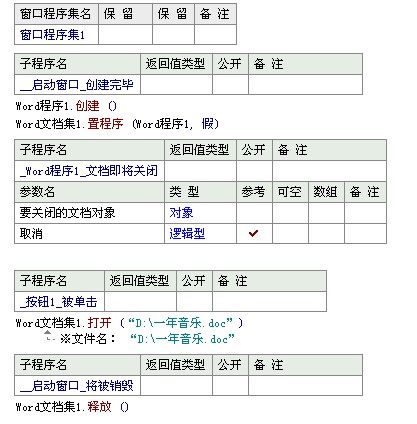 窗口程序集名 保 留 保 留 备 注
窗口程序集1
子程序名 返回值类型 公开 备 注
__启动窗口_创建完毕
Word程序1.创建 ()
Word文档集1.置程序 (Word程序1, 假)
子程序名 返回值类型 公开 备 注
_Word程序1_文档即将关闭
参数名 类 型 参考 可空 数组 备 注
要关闭的文档对象 对象
取消 逻辑型 ✓
子程序名 返回值类型 公开 备 注
_按钮1_被单击
Word文档集1.打开 (“D:\一年音乐.doc”)
※文件名: “D:\一年音乐.doc”
子程序名 返回值类型 公开 备 注
__启动窗口_将被销毁
Word文档集1.释放 ()